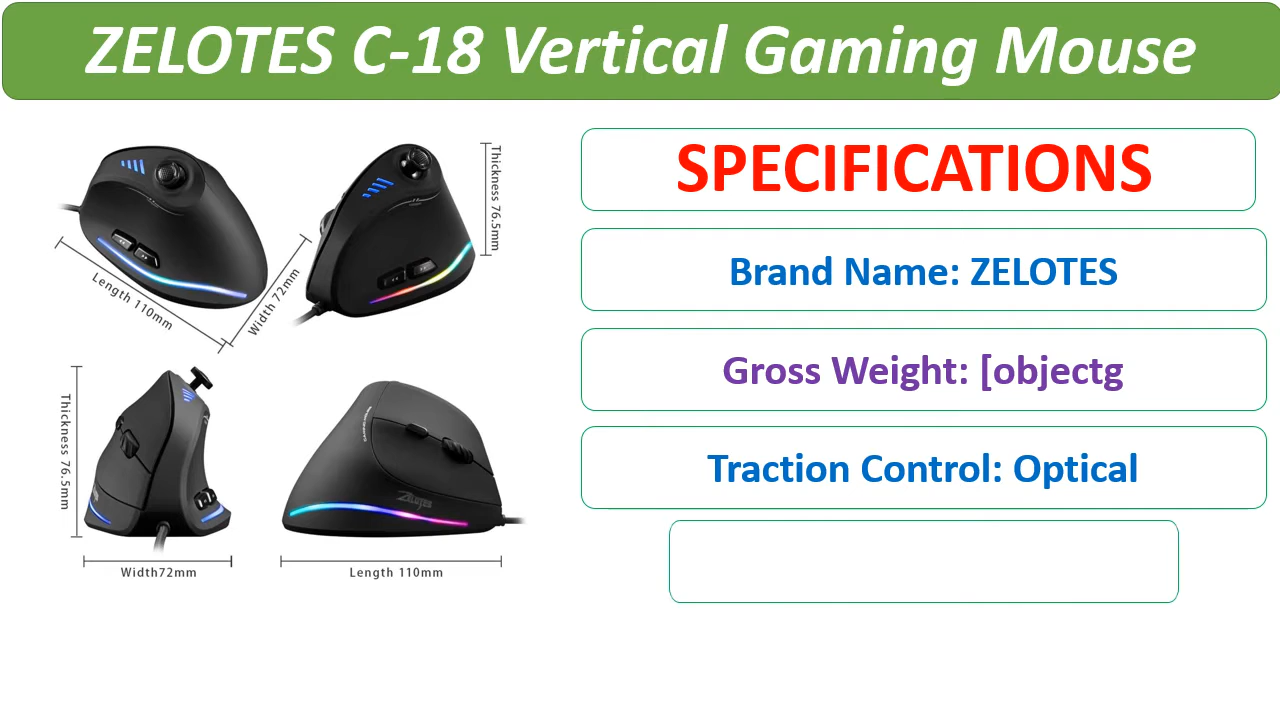 ZELOTES C-18 Vertical Gaming Mouse
SPECIFICATIONS
Brand Name: ZELOTES
Gross Weight: [objectg
Traction Control: Optical
Length 110mm
Width 72mm
Thickness 76.5mm
Thickness 76.5mm
Width72mm
ZELOTES
Length 110mm